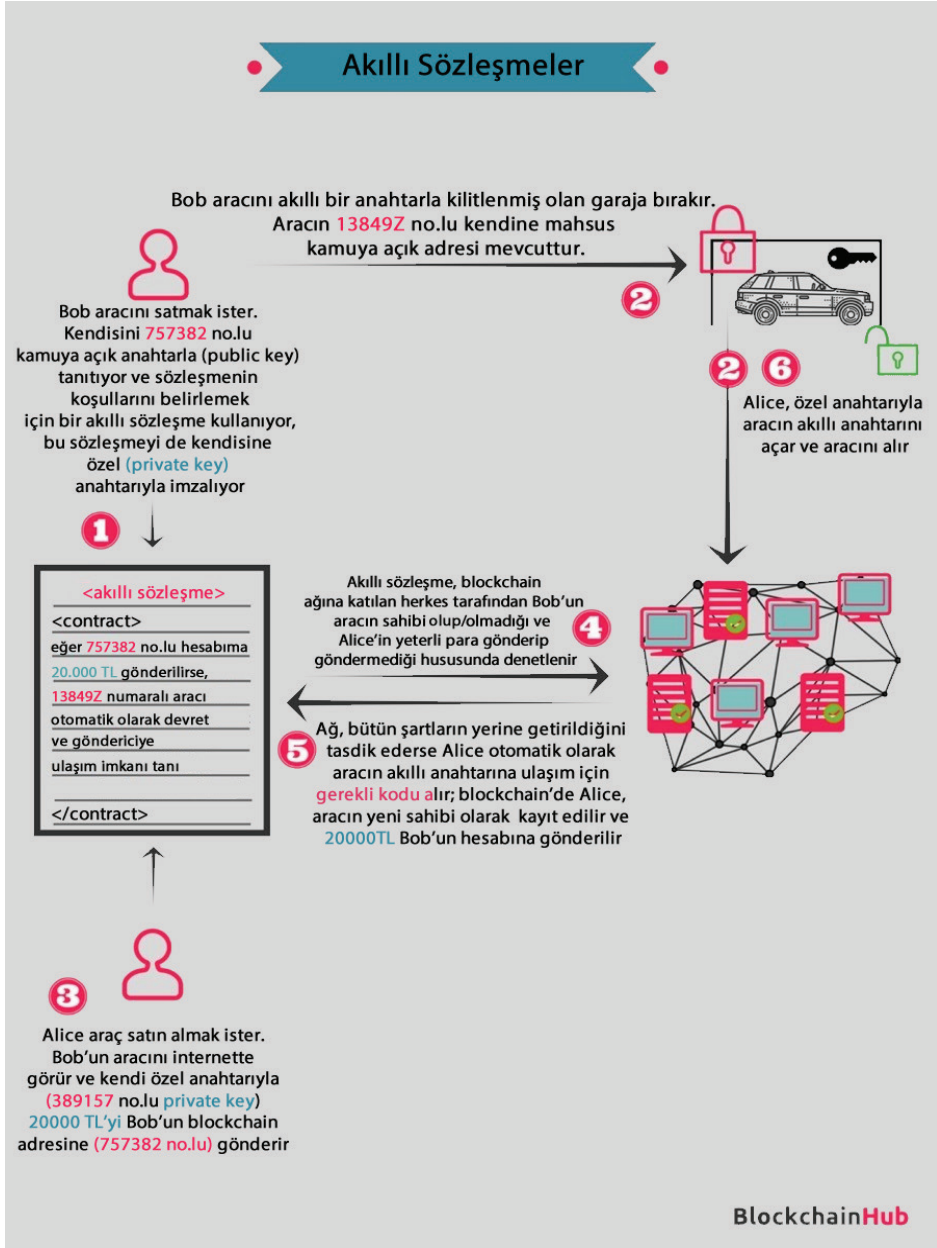 Akıllı Sözleşmeler
Bob aracını akıllı bir anahtarla kilitlenmiş olan garaja bırakır.
Aracın 13849Z no.lu kendine mahsus
kamuya açık adresi mevcuttur.
2
Bob aracını satmak ister.
Kendisini 757382 no.lu
kamuya açık anahtarla (public key)
tanıtıyor ve sözleşmenin
koşullarını belirlemek
için bir akıllı sözleşme kullanıyor,
bu sözleşmeyi de kendisine
özel (private key)
anahtarıyla imzalıyor
1
2 6
Alice, özel anahtarıyla
aracın akıllı anahtarını
açar ve aracını alır
<akıllı sözleşme>
<contract>
eğer 757382 no.lu hesabıma
20.000 TL gönderilirse,
13849Z numaralı aracı
otomatik olarak devret
ve göndericiye
ulaşım imkanı tanı
</contract>
Akıllı sözleşme, blockchain
ağına katılan herkes tarafından Bob'un
aracın sahibi olup/olmadığı ve
Alice'in yeterli para gönderip
göndermediği hususunda denetlenir
4
5
Ağ, bütün şartların yerine getirildiğini
tasdik ederse Alice otomatik olarak
aracın akıllı anahtarına ulaşım için
gerekli kodu alır; blockchain'de Alice,
aracın yeni sahibi olarak kayıt edilir ve
20000TL Bob'un hesabına gönderilir
3
Alice araç satın almak ister.
Bob'un aracını internette
görür ve kendi özel anahtarıyla
(389157 no.lu private key)
20000 TL'yi Bob'un blockchain
adresine (757382 no.lu) gönderir
BlockchainHub